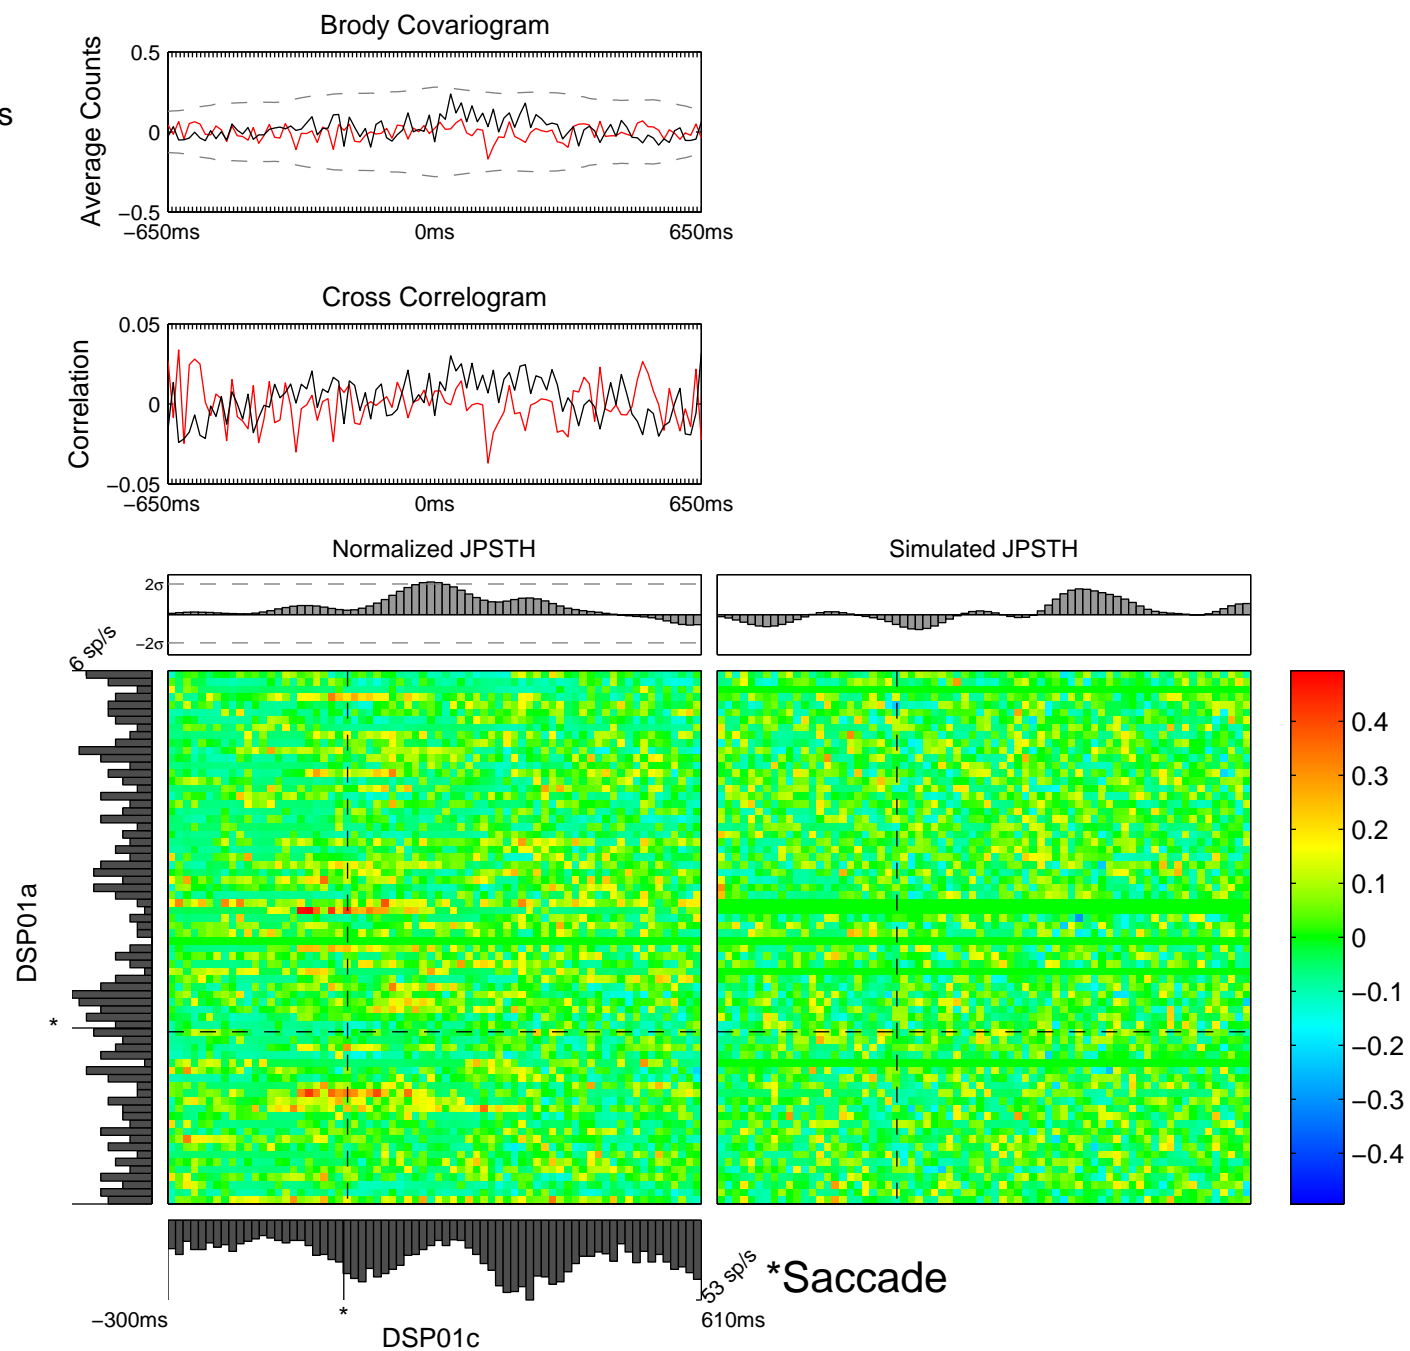 Brody Covariogram
s
Average Counts
0.5
0
−0.5
−650ms 0ms 650ms
Cross Correlogram
Correlation
0.05
0
−0.05
−650ms 0ms 650ms
Normalized JPSTH
Simulated JPSTH
2σ
−2σ
6 sp/s
DSP01a
*
0.4
0.3
0.2
0.1
0
−0.1
−0.2
−0.3
−0.4
53 sp/s
*Saccade
*
−300ms
610ms
DSP01c